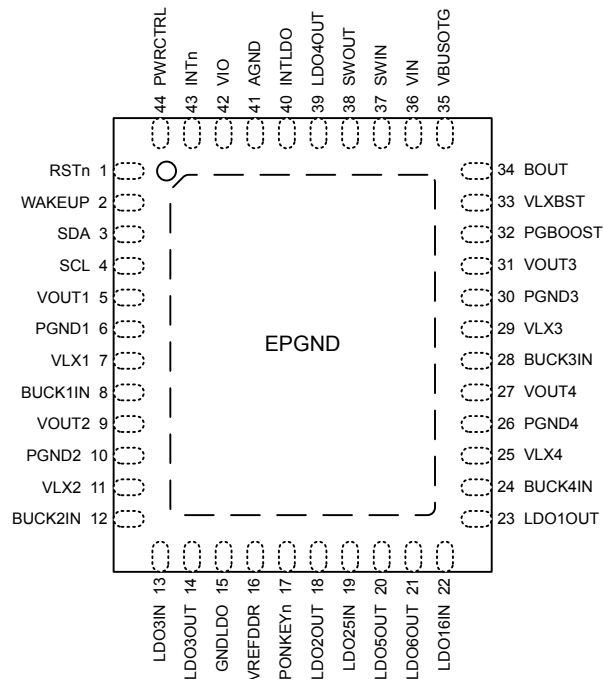 44 PWRCTRL
43 INTn
42 VIO
41 AGND
40 INTLDO
39 LDO4OUT
38 SWOUT
37 SWIN
36 VIN
35 VBUSOTG
RSTn 1
WAKEUP 2
SDA 3
SCL 4
VOUT1 5
PGND1 6
VLX1 7
BUCK1IN 8
VOUT2 9
PGND2 10
VLX2 11
BUCK2IN 12
EPGND
34 BOUT
33 VLXBST
32 PGBOOST
31 VOUT3
30 PGND3
29 VLX3
28 BUCK3IN
27 VOUT4
26 PGND4
25 VLX4
24 BUCK4IN
23 LDO1OUT
LDO3IN 13
LDO3OUT 14
GNDLDO 15
VREFDDR 16
PONKEYn 17
LDO2OUT 18
LDO25IN 19
LDO5OUT 20
LDO6OUT 21
LDO16IN 22